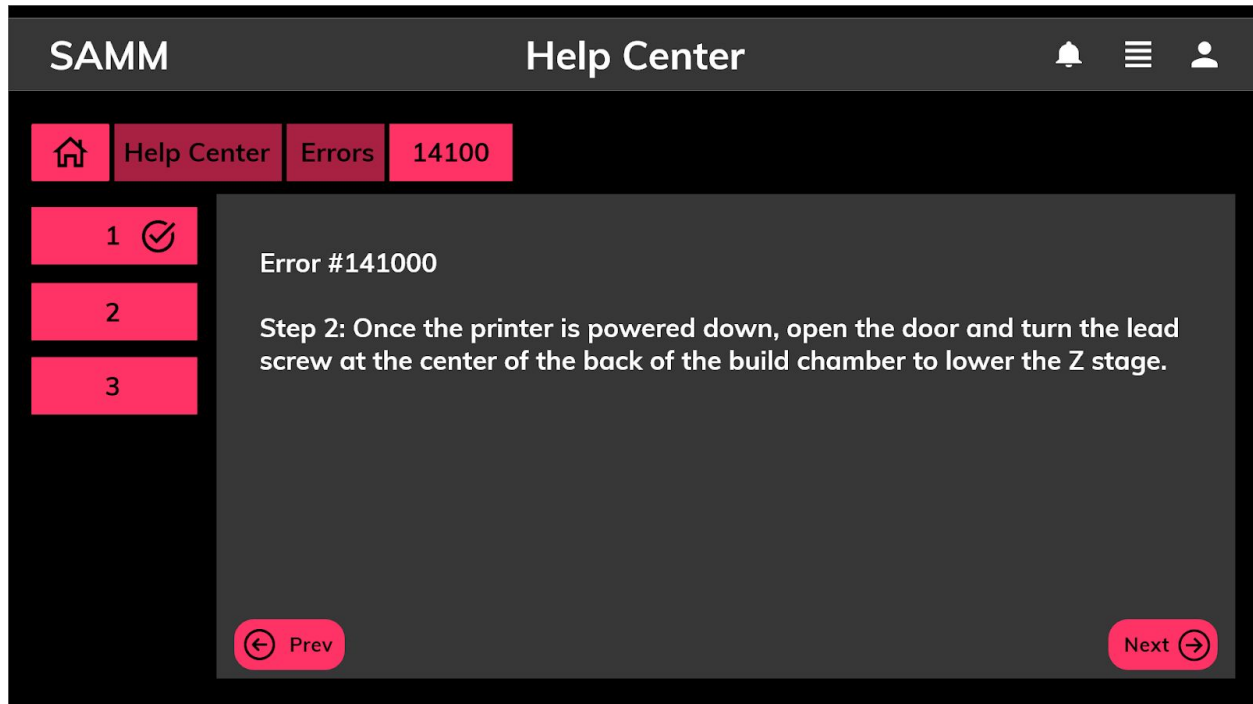 SAMM
Help Center
Help Center
Errors
14100
1
2
3
Error #141000
Step 2: Once the printer is powered down, open the door and turn the lead
screw at the center of the back of the build chamber to lower the Z stage.
Prev
Next